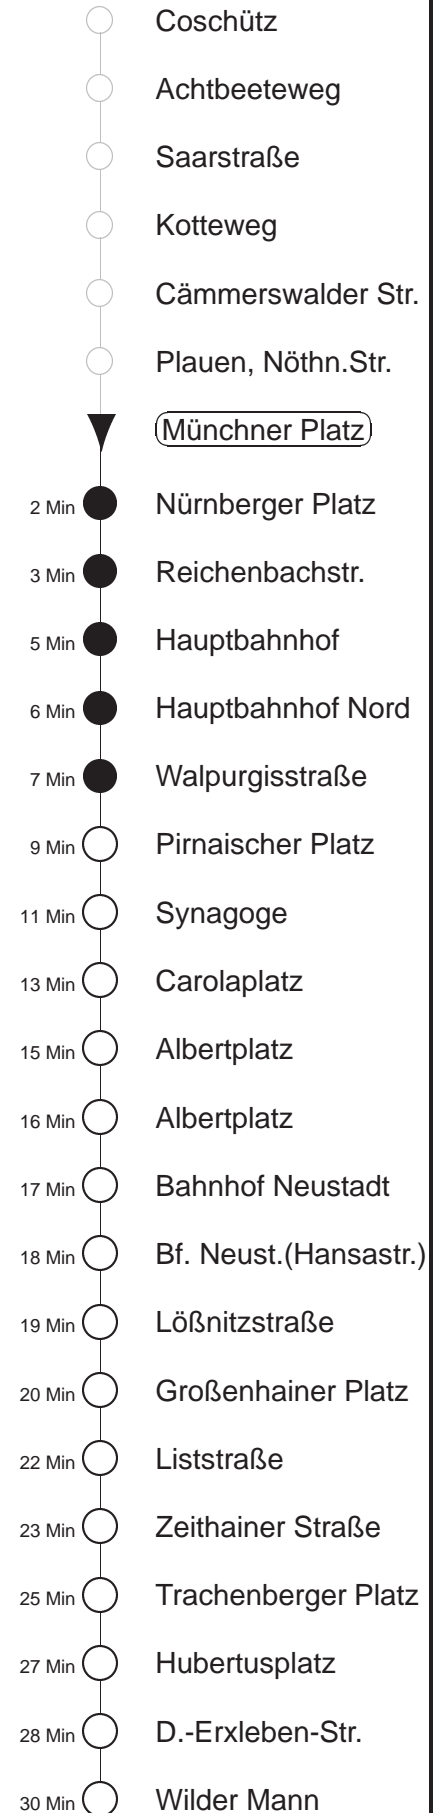 Coschütz
Achtbeeteweg
Saarstraße
Kotteweg
Cämmerswalder Str.
Plauen, Nöthn.Str.
Münchner Platz
2 Min Nürnberger Platz
3 Min Reichenbachstr.
5 Min Hauptbahnhof
6 Min Hauptbahnhof Nord
7 Min Walpurgisstraße
9 Min Pirnaischer Platz
11 Min Synagoge
13 Min Carolaplatz
15 Min Albertplatz
16 Min Albertplatz
17 Min Bahnhof Neustadt
18 Min Bf. Neust.(Hansastr.)
19 Min Lößnitzstraße
20 Min Großenhainer Platz
22 Min Liststraße
23 Min Zeithainer Straße
25 Min Trachenberger Platz
27 Min Hubertusplatz
28 Min D.-Erxleben-Str.
30 Min Wilder Mann